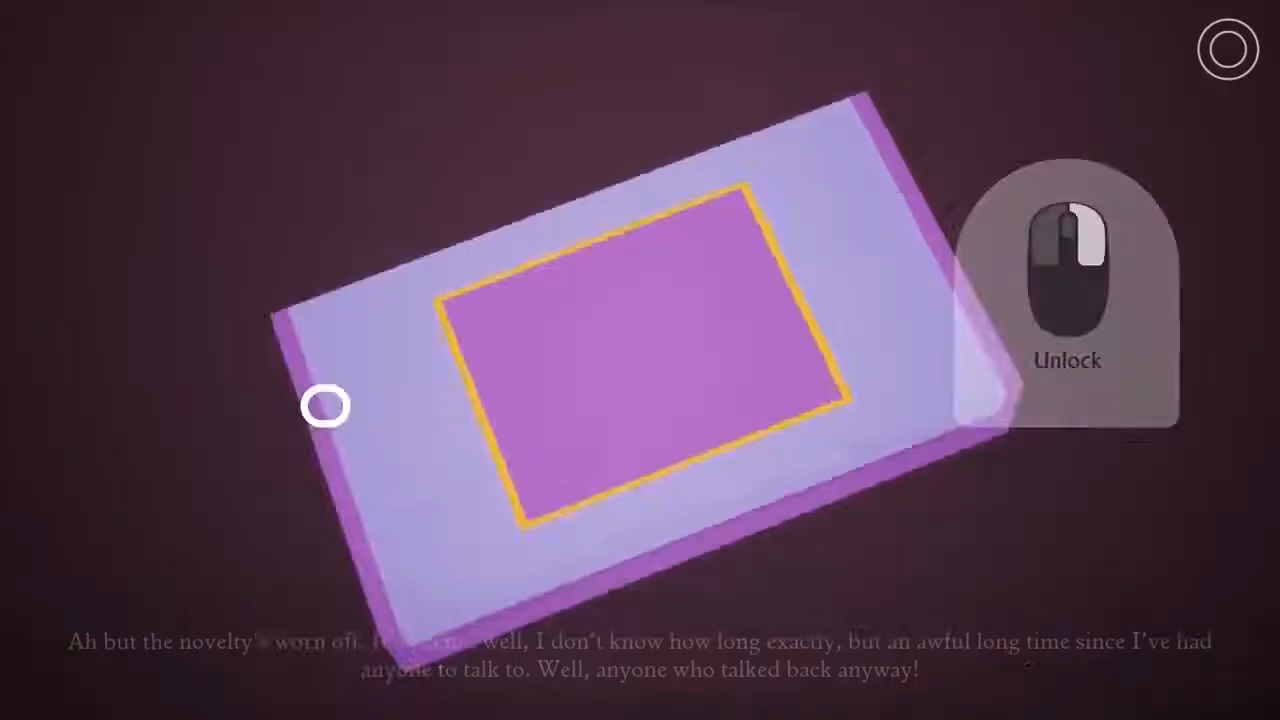 Unlock
Ah but the novelty's worn off. well, I don't know how long exactly, but an awful long time since I've had
anyone to talk to. Well, anyone who talked back anyway!